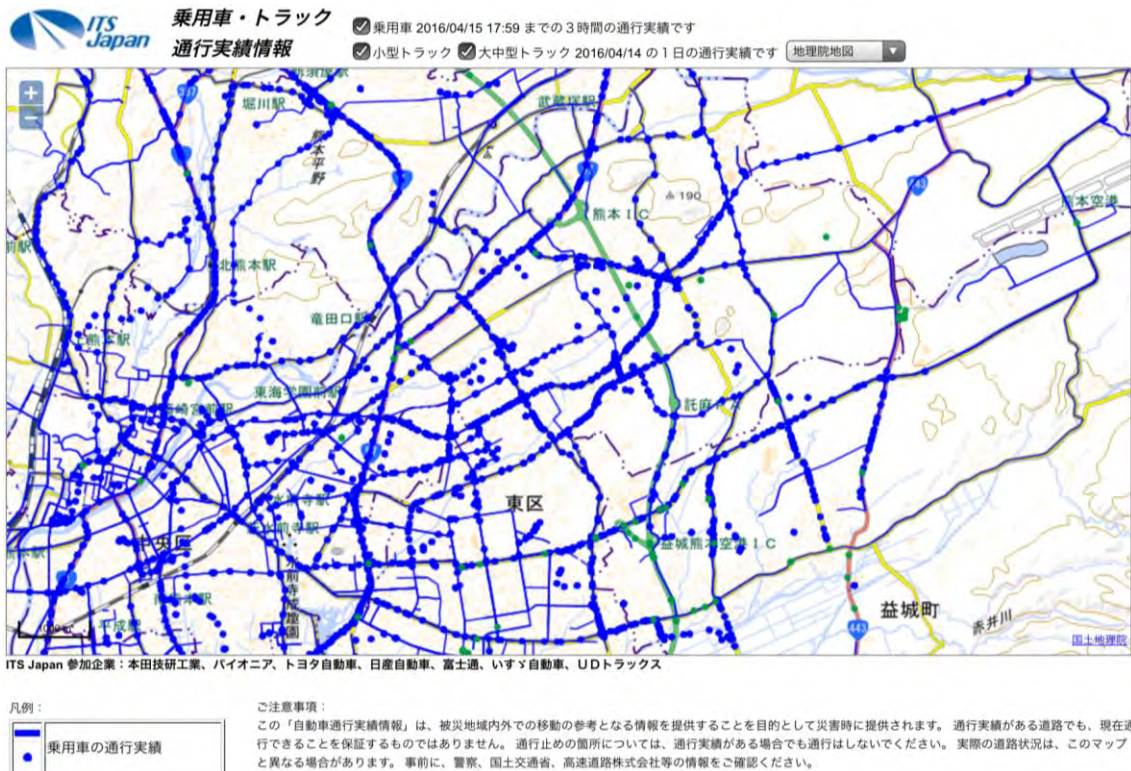 ITS Japan
乗用車・トラック
通行実績情報
乗用車 2016/04/15 17:59 までの3時間の通行実績です
小型トラック 大中型トラック 2016/04/14 の1日の通行実績です 地理院地図
堀川駅
武蔵塚駅
熊本平野
190
熊本IC
443
熊本空港
北熊本駅
竜田口駅
上熊本駅
東海学園前駅
託麻PA
東区
益城熊本空港IC
中央区
平成駅
益城町
赤井川
443
国土地理院
ITS Japan 参加企業：本田技研工業、パイオニア、トヨタ自動車、日産自動車、富士通、いすゞ自動車、UDトラックス
凡例：
乗用車の通行実績
ご注意事項：
この「自動車通行実績情報」は、被災地域内外での移動の参考となる情報を提供することを目的として災害時に提供されます。 通行実績がある道路でも、現在通
行できることを保証するものではありません。 通行止めの箇所については、通行実績がある場合でも通行はしないでください。 実際の道路状況は、このマップ
と異なる場合があります。 事前に、警察、国土交通省、高速道路株式会社等の情報をご確認ください。